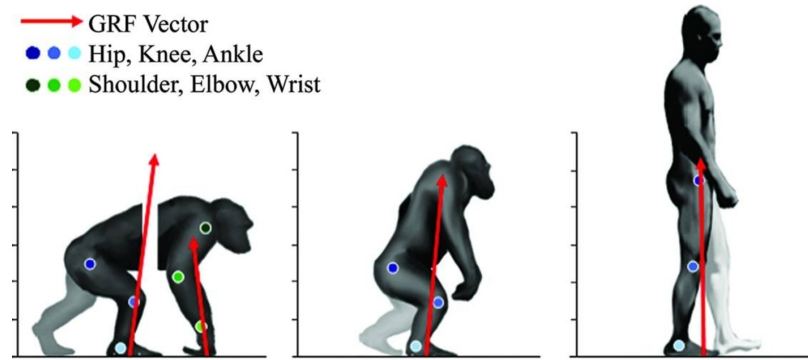 GRF Vector
Hip, Knee, Ankle
Shoulder, Elbow, Wrist